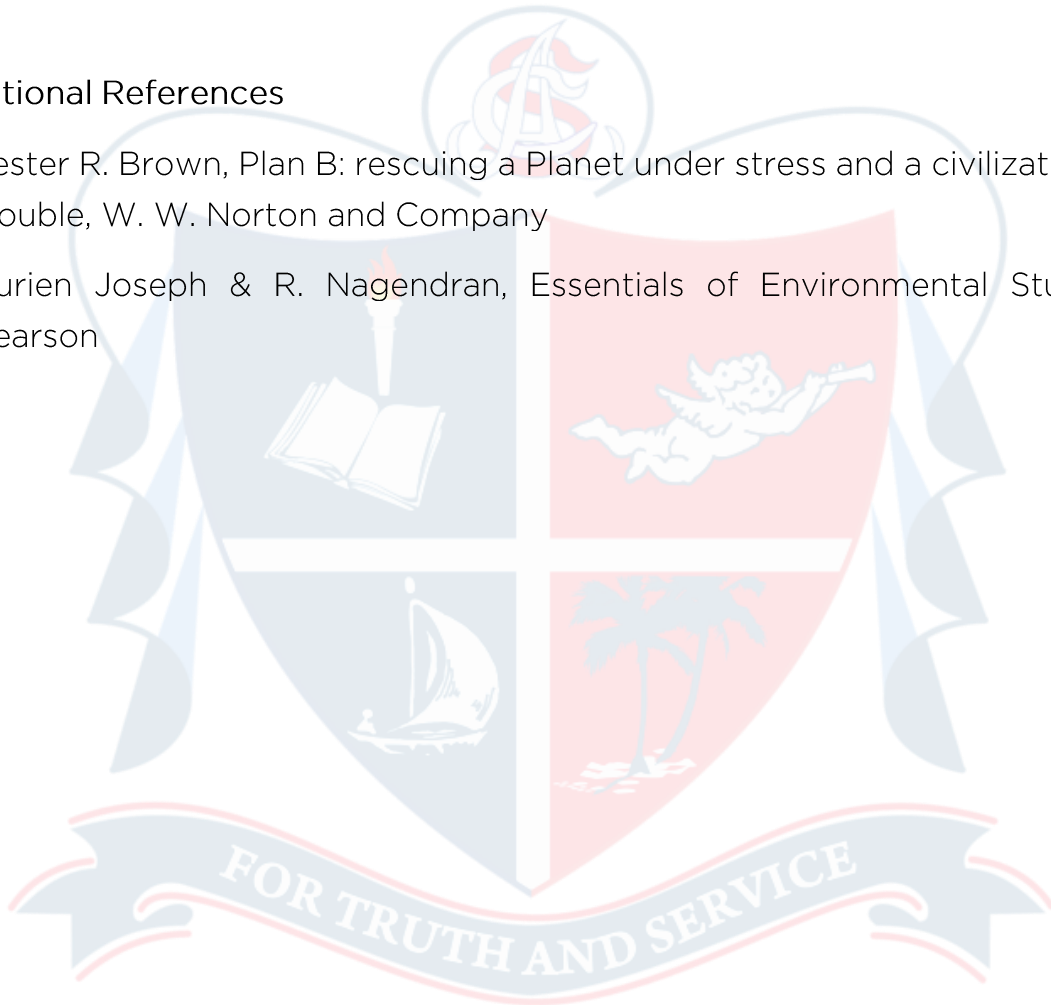 tional References
ester R. Brown, Plan B: rescuing a Planet under stress and a civilizat
ouble, W. W. Norton and Company
urien Joseph & R. Nagendran, Essentials of Environmental Stu
earson
FOR TRUTH AND SERVICE